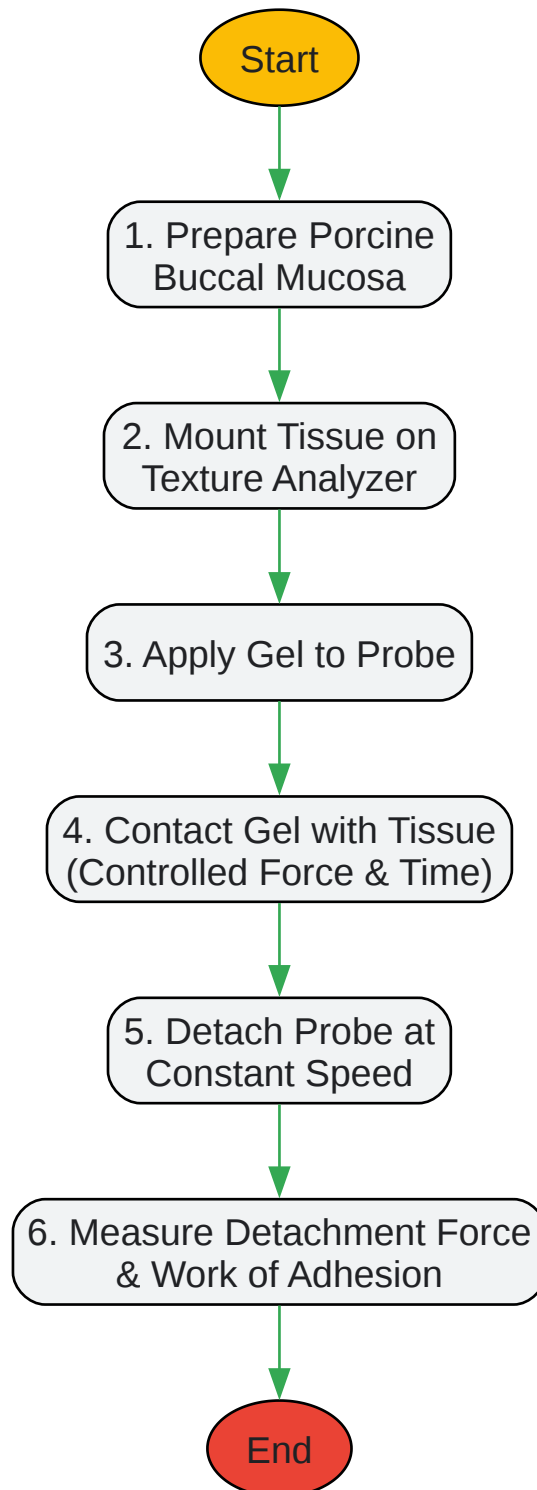 Start
1. Prepare Porcine
Buccal Mucosa
2. Mount Tissue on
Texture Analyzer
3. Apply Gel to Probe
4. Contact Gel with Tissue
(Controlled Force & Time)
5. Detach Probe at
Constant Speed
6. Measure Detachment Force
& Work of Adhesion
End